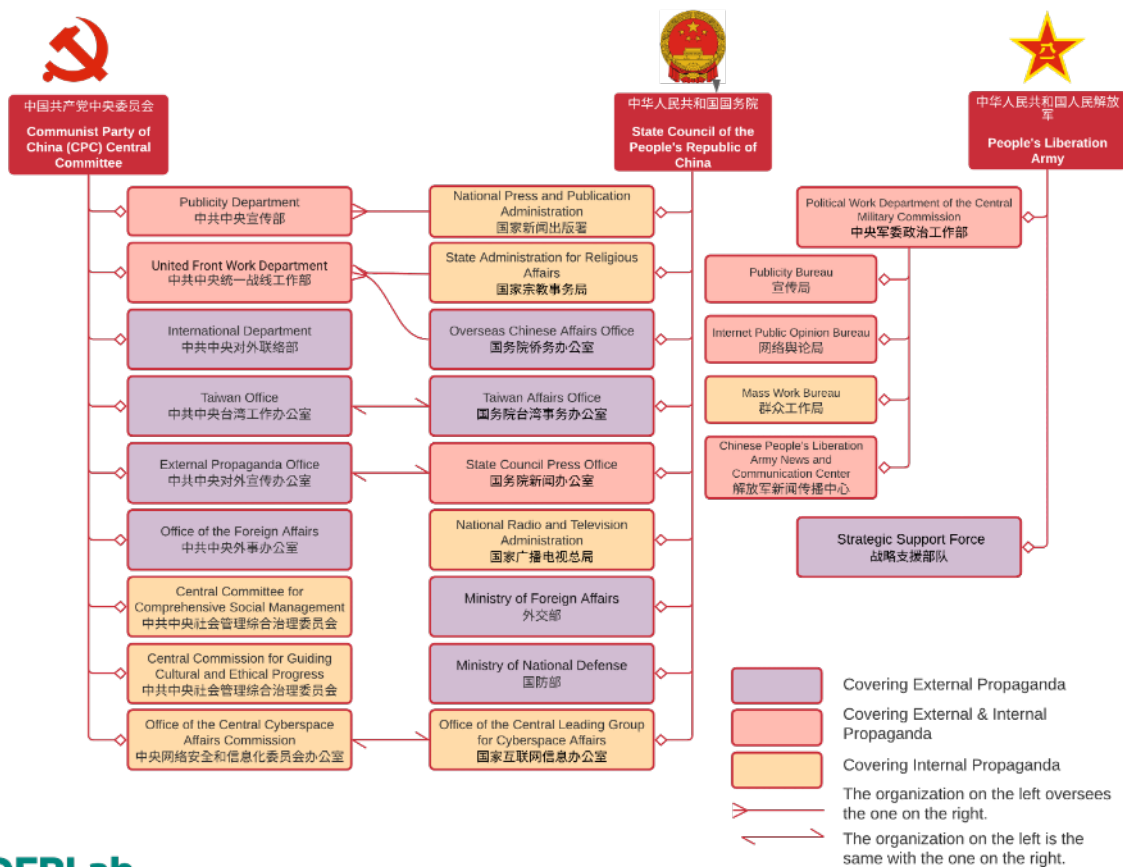 中国共产党中央委员会
Communist Party of
China (CPC) Central
Committee
中华人民共和国国务院
State Council of the
People's Republic of
China
中华人民共和国人民解放
军
People's Liberation
Army
Publicity Department
中共中央宣传部
United Front Work Department
中共中央统一战线工作部
International Department
中共中央对外联络部
Taiwan Office
中共中央台湾工作办公室
External Propaganda Office
中共中央对外宣传办公室
Office of the Foreign Affairs
中共中央外事办公室
Central Committee for
Comprehensive Social Management
中共中央社会管理综合治理委员会
Central Commission for Guiding
Cultural and Ethical Progress
中共中央社会管理综合治理委员会
Office of the Central Cyberspace
Affairs Commission
中央网络安全和信息化委员会办公室
National Press and Publication
Administration
国家新闻出版署
State Administration for Religious
Affairs
国家宗教事务局
Overseas Chinese Affairs Office
国务院侨务办公室
Taiwan Affairs Office
国务院台湾事务办公室
State Council Press Office
国务院新闻办公室
National Radio and Television
Administration
国家广播电视总局
Ministry of Foreign Affairs
外交部
Ministry of National Defense
国防部
Office of the Central Leading Group
for Cyberspace Affairs
国家互联网信息办公室
Political Work Department of the Central
Military Commission
中央军委政治工作部
Publicity Bureau
宣传局
Internet Public Opinion Bureau
网络舆论局
Mass Work Bureau
群众工作局
Chinese People's Liberation
Army News and
Communication Center
解放军新闻传播中心
Strategic Support Force
战略支援部队
Covering External Propaganda
Covering External & Internal
Propaganda
Covering Internal Propaganda
The organization on the left oversees
the one on the right.
The organization on the left is the
same with the one on the right.